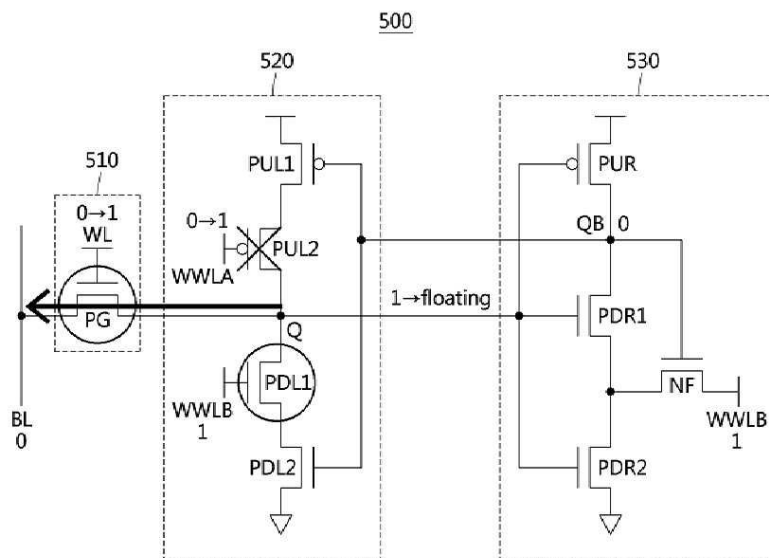 500
520
530
510
PUL1
PUR
0→1
WL
0→1
PUL2
WWLA
QB 0
1→floating
PG
Q
PDR1
PDL1
WWLB
1
NF
WWLB
1
BL
0
PDL2
PDR2